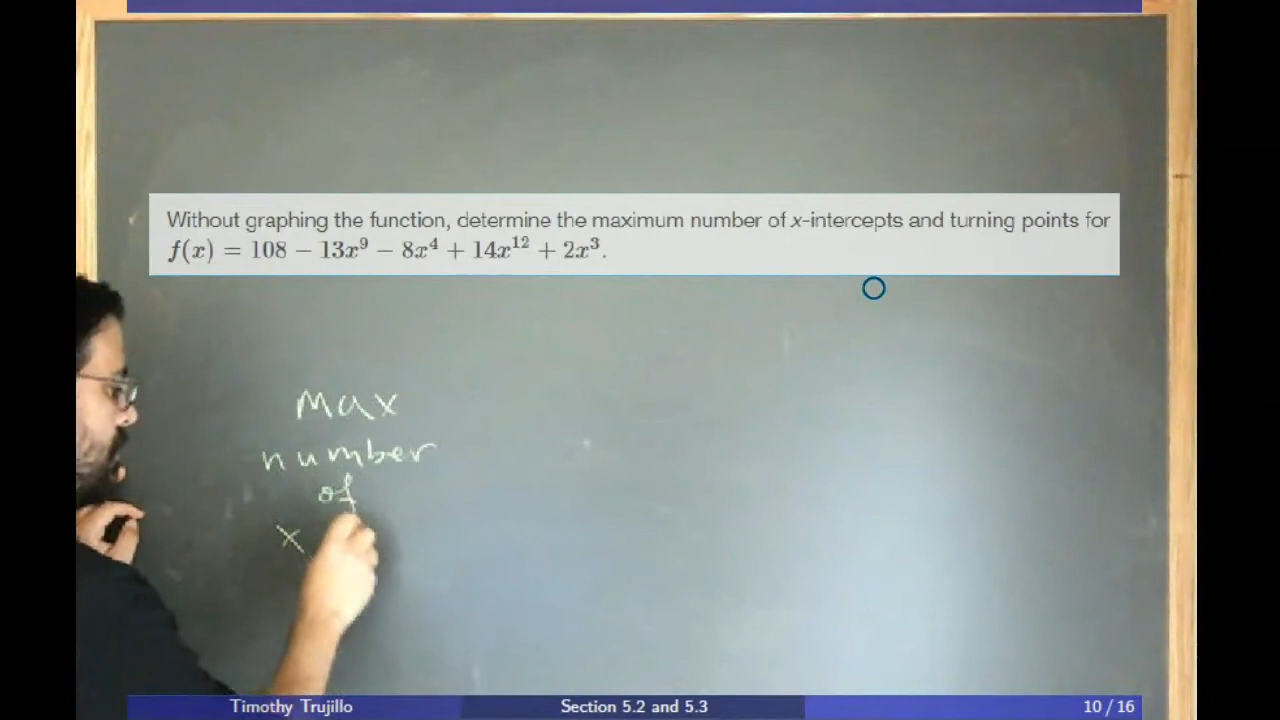 Without graphing the function, determine the maximum number of x-intercepts and turning points for
f(x) = 108 − 13x⁹ − 8x⁴ + 14x¹² + 2x³.
Max
number
of
x
Timothy Trujillo Section 5.2 and 5.3 10 / 16